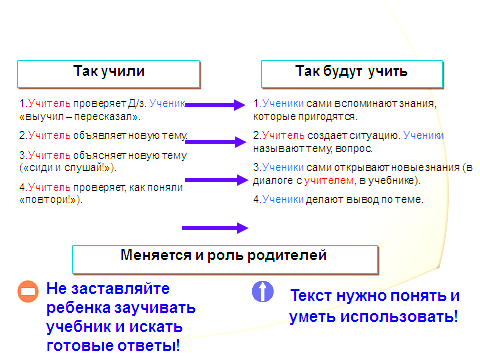 Так учили
1.Учитель проверяет Д/з. Ученик
«выучил – пересказал».
2.Учитель объявляет новую тему.
3.Учитель объясняет новую тему
(«сиди и слушай!»).
4.Учитель проверяет, как поняли
«повтори!»).
Так будут учить
1.Ученики сами вспоминают знания,
которые пригодятся.
2.Учитель создает ситуацию. Ученики
называют тему, вопрос.
3.Ученики сами открывают новые знания (в
диалоге с учителем, в учебнике).
4.Ученики делают вывод по теме.
Меняется и роль родителей
Не заставляйте
ребенка заучивать
учебник и искать
готовые ответы!
Текст нужно понять и
уметь использовать!